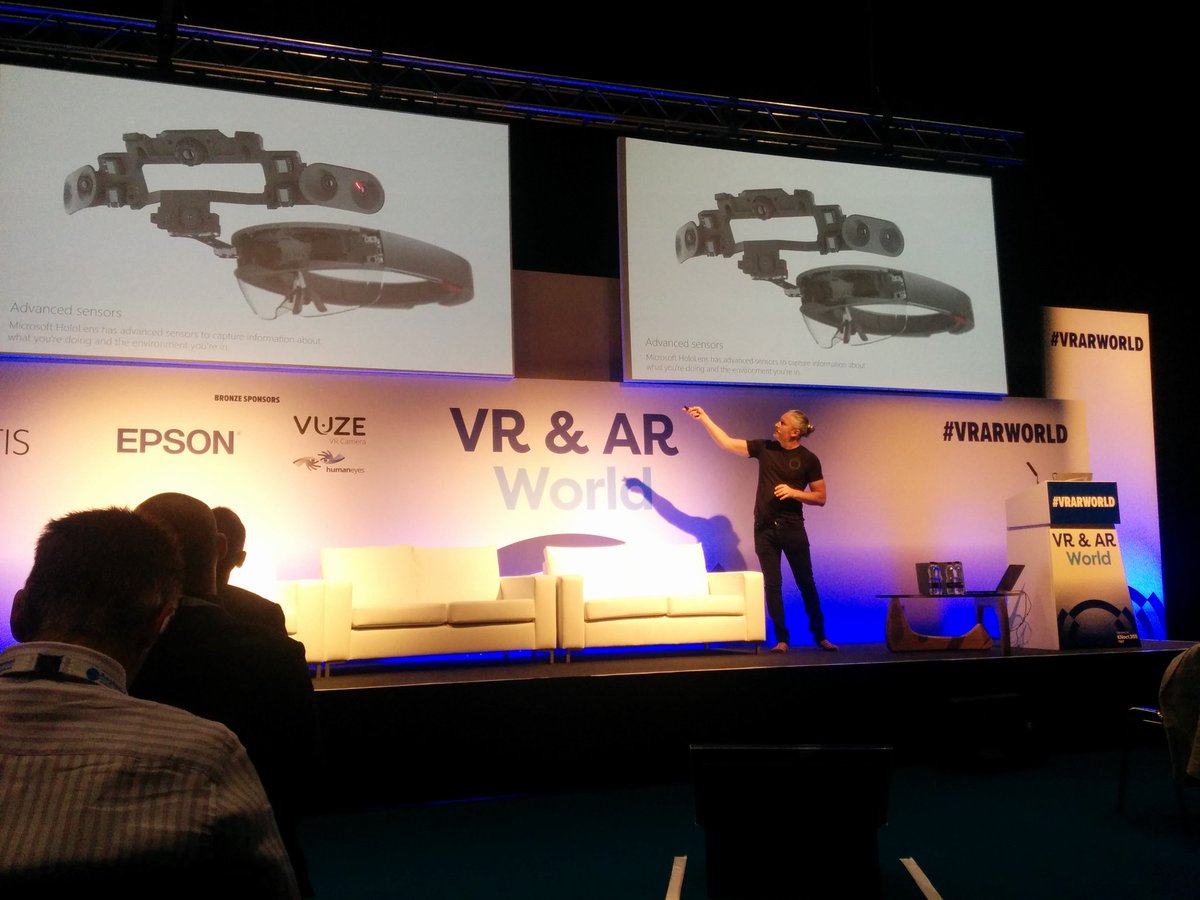 Advanced sensors
Microsoft HoloLens has advanced sensors to capture information about
what you're doing and the environment you're in.
Advanced sensors
Microsoft HoloLens has advanced sensors to capture information about
what you're doing and the environment you're in.
#VRARWORLD
BRONZE SPONSORS
TIS
EPSON
VUZE
VR Camera
humaneyes
VR & AR
World
#VRARWORLD
#VRARWORLD
VR & AR
World
KNect365